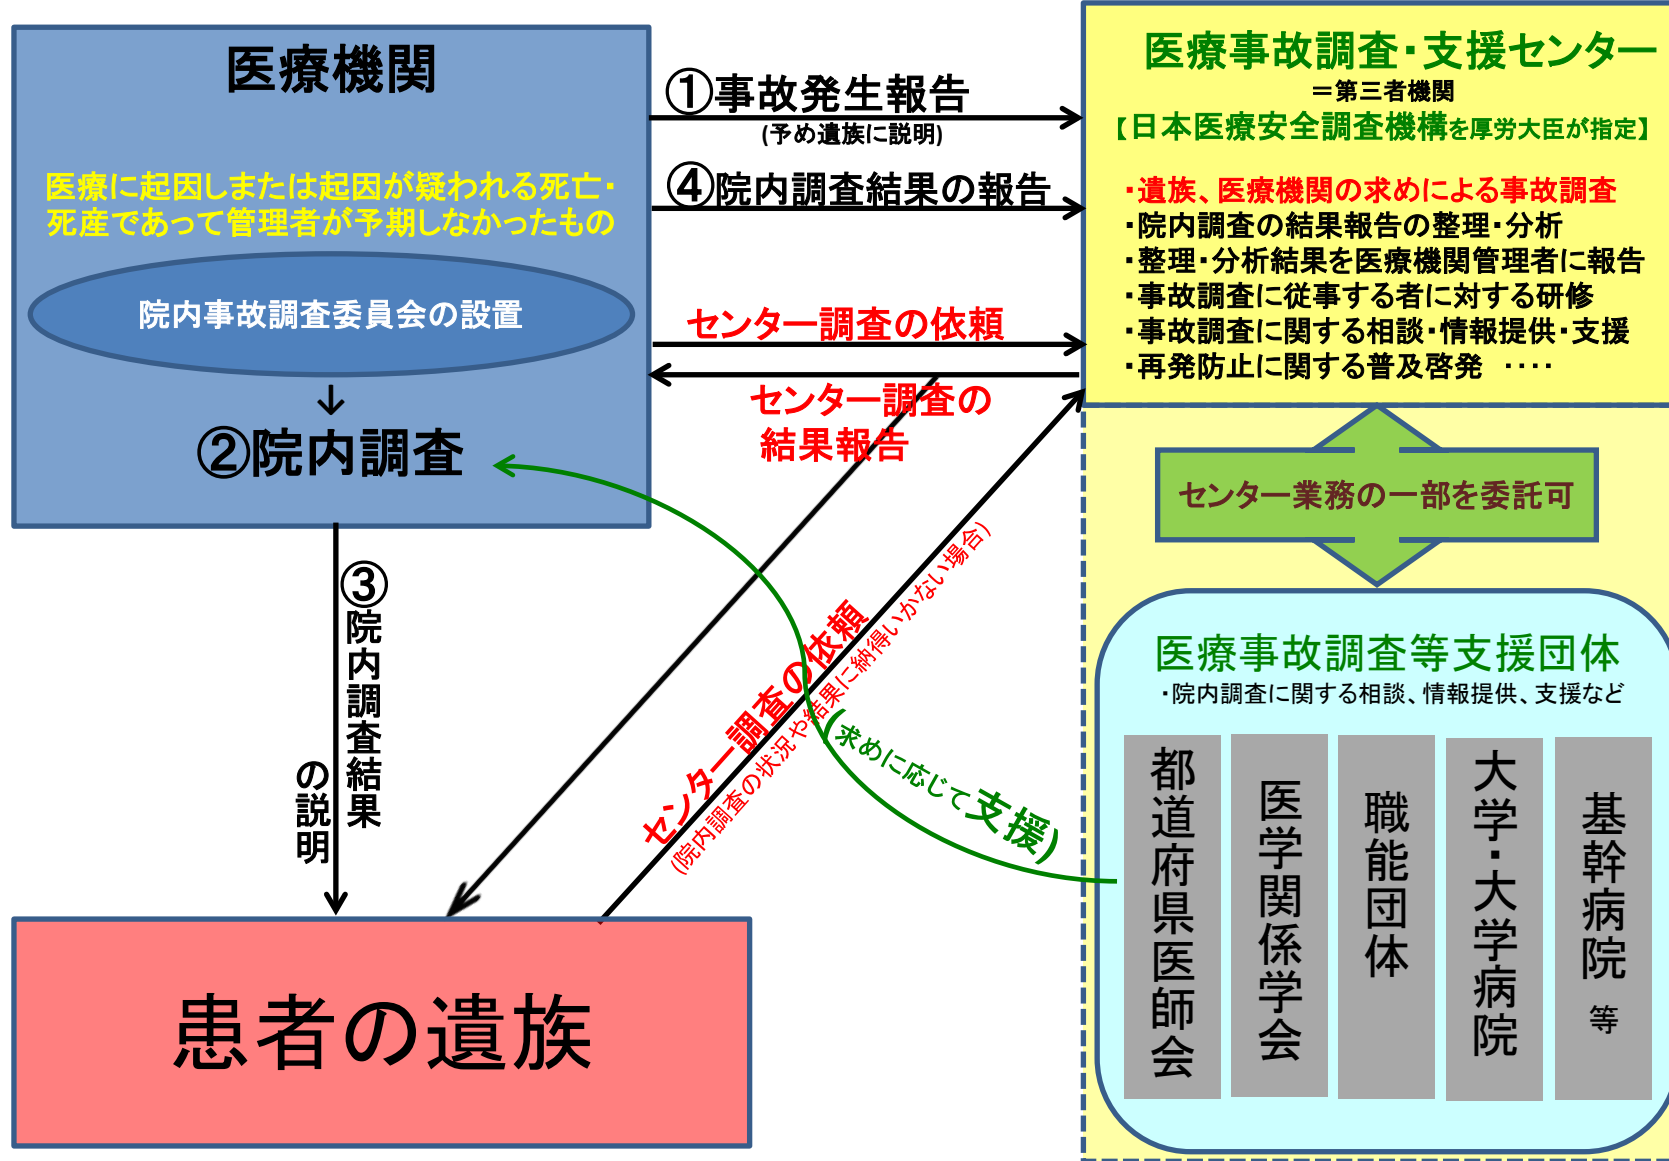 医療機関
医療に起因しまたは起因が疑われる死亡・
死産であって管理者が予期しなかったもの
院内事故調査委員会の設置
↓
②院内調査
①事故発生報告
(予め遺族に説明)
④院内調査結果の報告
センター調査の依頼
センター調査の
結果報告
医療事故調査・支援センター
=第三者機関
【日本医療安全調査機構を厚労大臣が指定】
・遺族、医療機関の求めによる事故調査
・院内調査の結果報告の整理・分析
・整理・分析結果を医療機関管理者に報告
・事故調査に従事する者に対する研修
・事故調査に関する相談・情報提供・支援
・再発防止に関する普及啓発 ‥‥
センター業務の一部を委託可
③院内調査結果
の説明
センター調査の依頼
(院内調査の状況や結果に納得いかない場合)
(求めに応じて支援)
医療事故調査等支援団体
・院内調査に関する相談、情報提供、支援など
都道府県医師会
医学関係学会
職能団体
大学・大学病院
基幹病院 等
患者の遺族